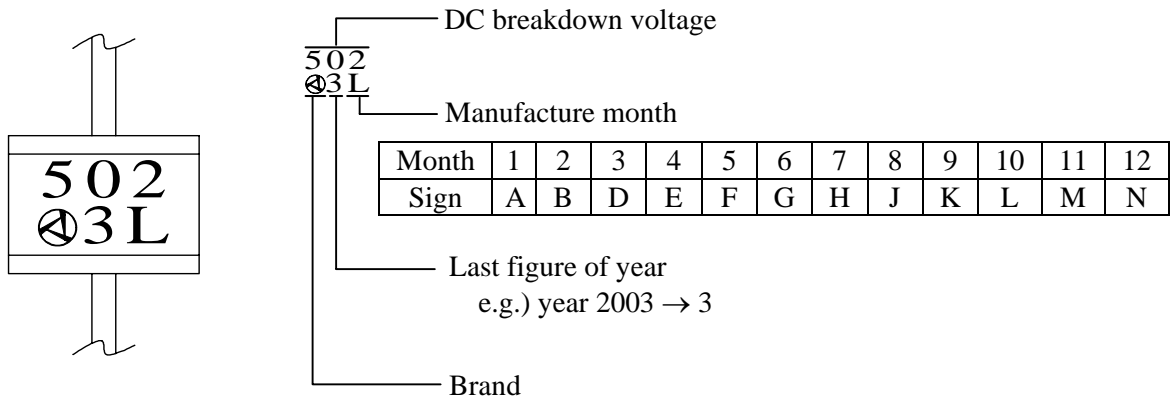 DC breakdown voltage
502
3L
Manufacture month
Month 1 2 3 4 5 6 7 8 9 10 11 12
Sign A B D E F G H J K L M N
Last figure of year
e.g.) year 2003 → 3
Brand
502
3L